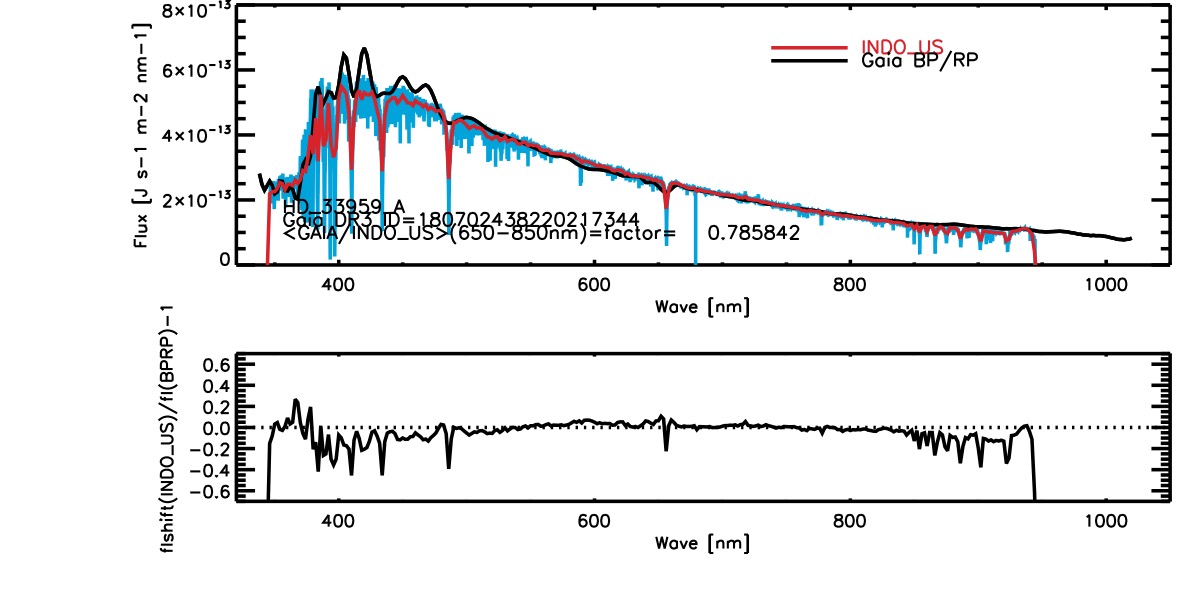 8×10−13
6×10−13
4×10−13
2×10−13
0
Flux [J s−1 m−2 nm−1]
INDO_US
Gaia BP/RP
HD_33959_A
Gaia DR3 ID=180702438220217344
<GAIA/INDO_US>(650−850nm)=factor= 0.785842
400 600 800 1000
Wave [nm]
flshift(INDO_US)/fl(BPRP)−1
0.6
0.4
0.2
0.0
−0.2
−0.4
−0.6
400 600 800 1000
Wave [nm]